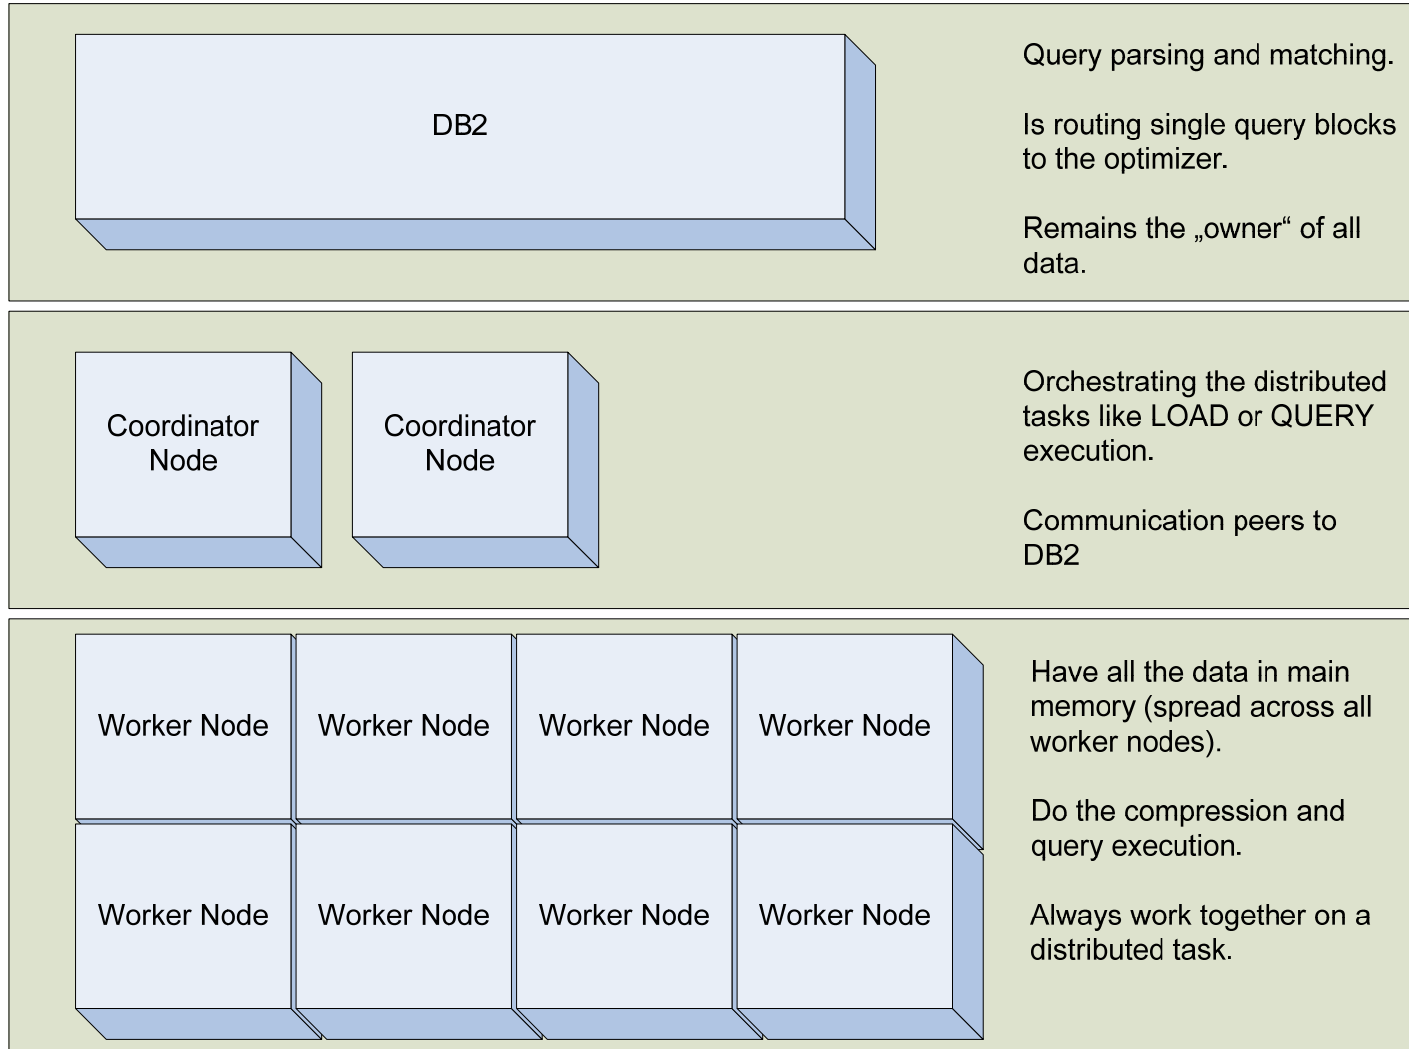 DB2
Query parsing and matching.
Is routing single query blocks
to the optimizer.
Remains the „owner“ of all
data.
Coordinator
Node
Coordinator
Node
Orchestrating the distributed
tasks like LOAD or QUERY
execution.
Communication peers to
DB2
Worker Node
Worker Node
Worker Node
Worker Node
Worker Node
Worker Node
Worker Node
Worker Node
Have all the data in main
memory (spread across all
worker nodes).
Do the compression and
query execution.
Always work together on a
distributed task.